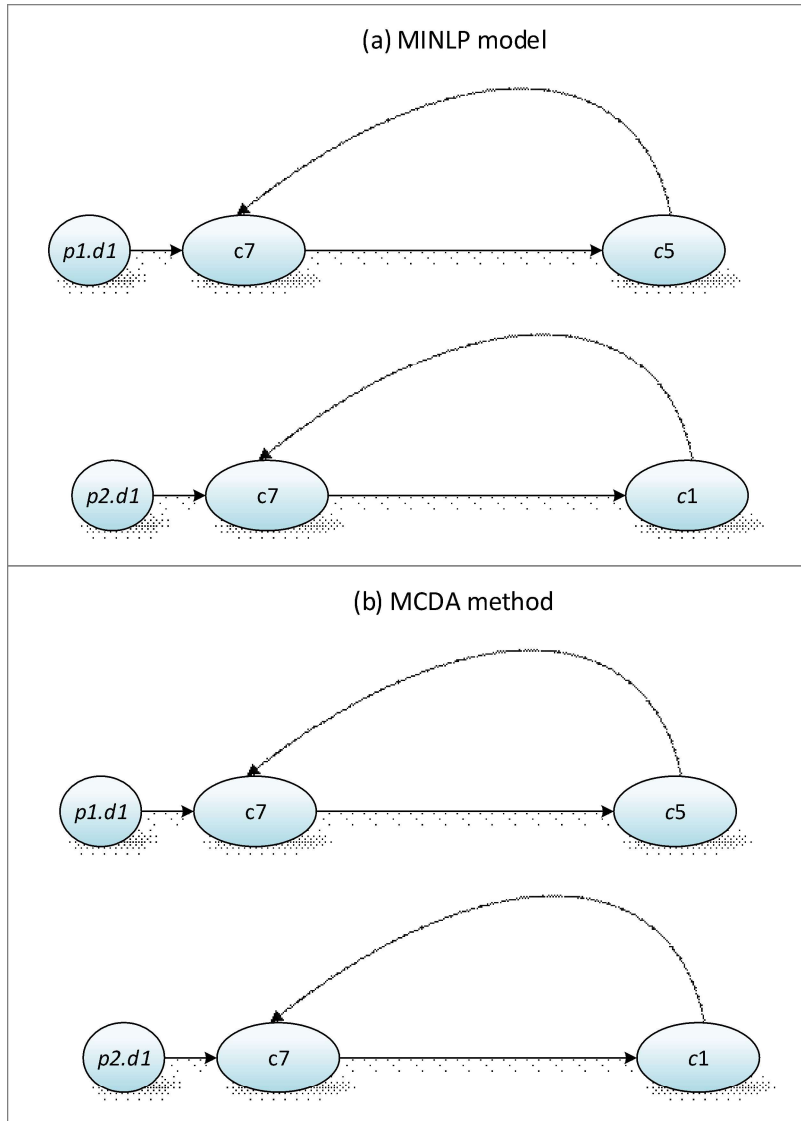 (a) MINLP model
p1.d1 c7 c5
p2.d1 c7 c1
(b) MCDA method
p1.d1 c7 c5
p2.d1 c7 c1